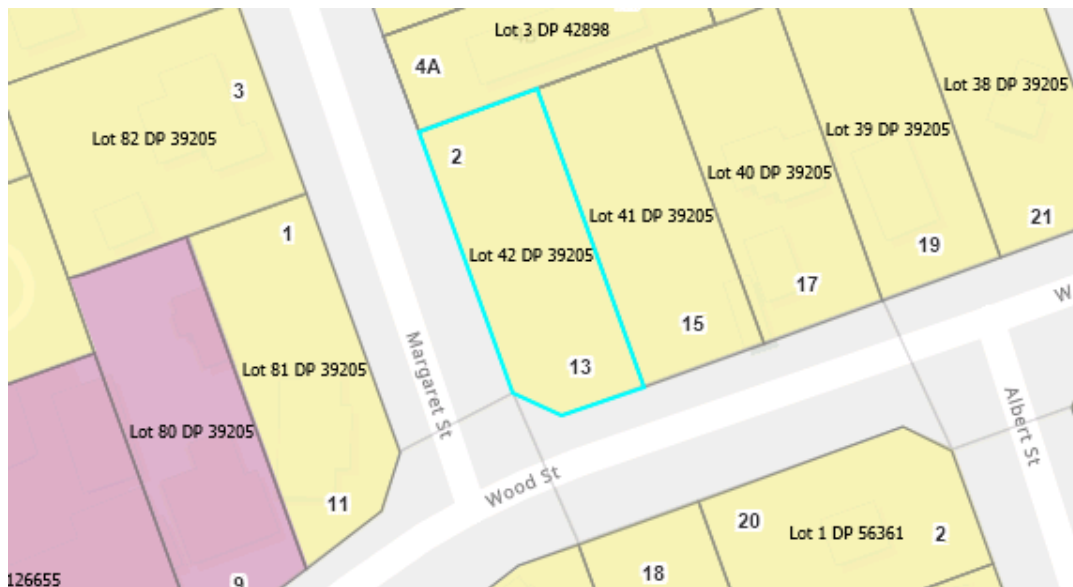 Lot 3 DP 42898
4A
3
Lot 38 DP 39205
Lot 82 DP 39205
Lot 39 DP 39205
2
Lot 40 DP 39205
Lot 41 DP 39205
21
1
19
Lot 42 DP 39205
17
15
Margaret St
13
Lot 81 DP 39205
Albert St
Lot 80 DP 39205
Wood St
11
20
Lot 1 DP 56361
2
18
126655
9